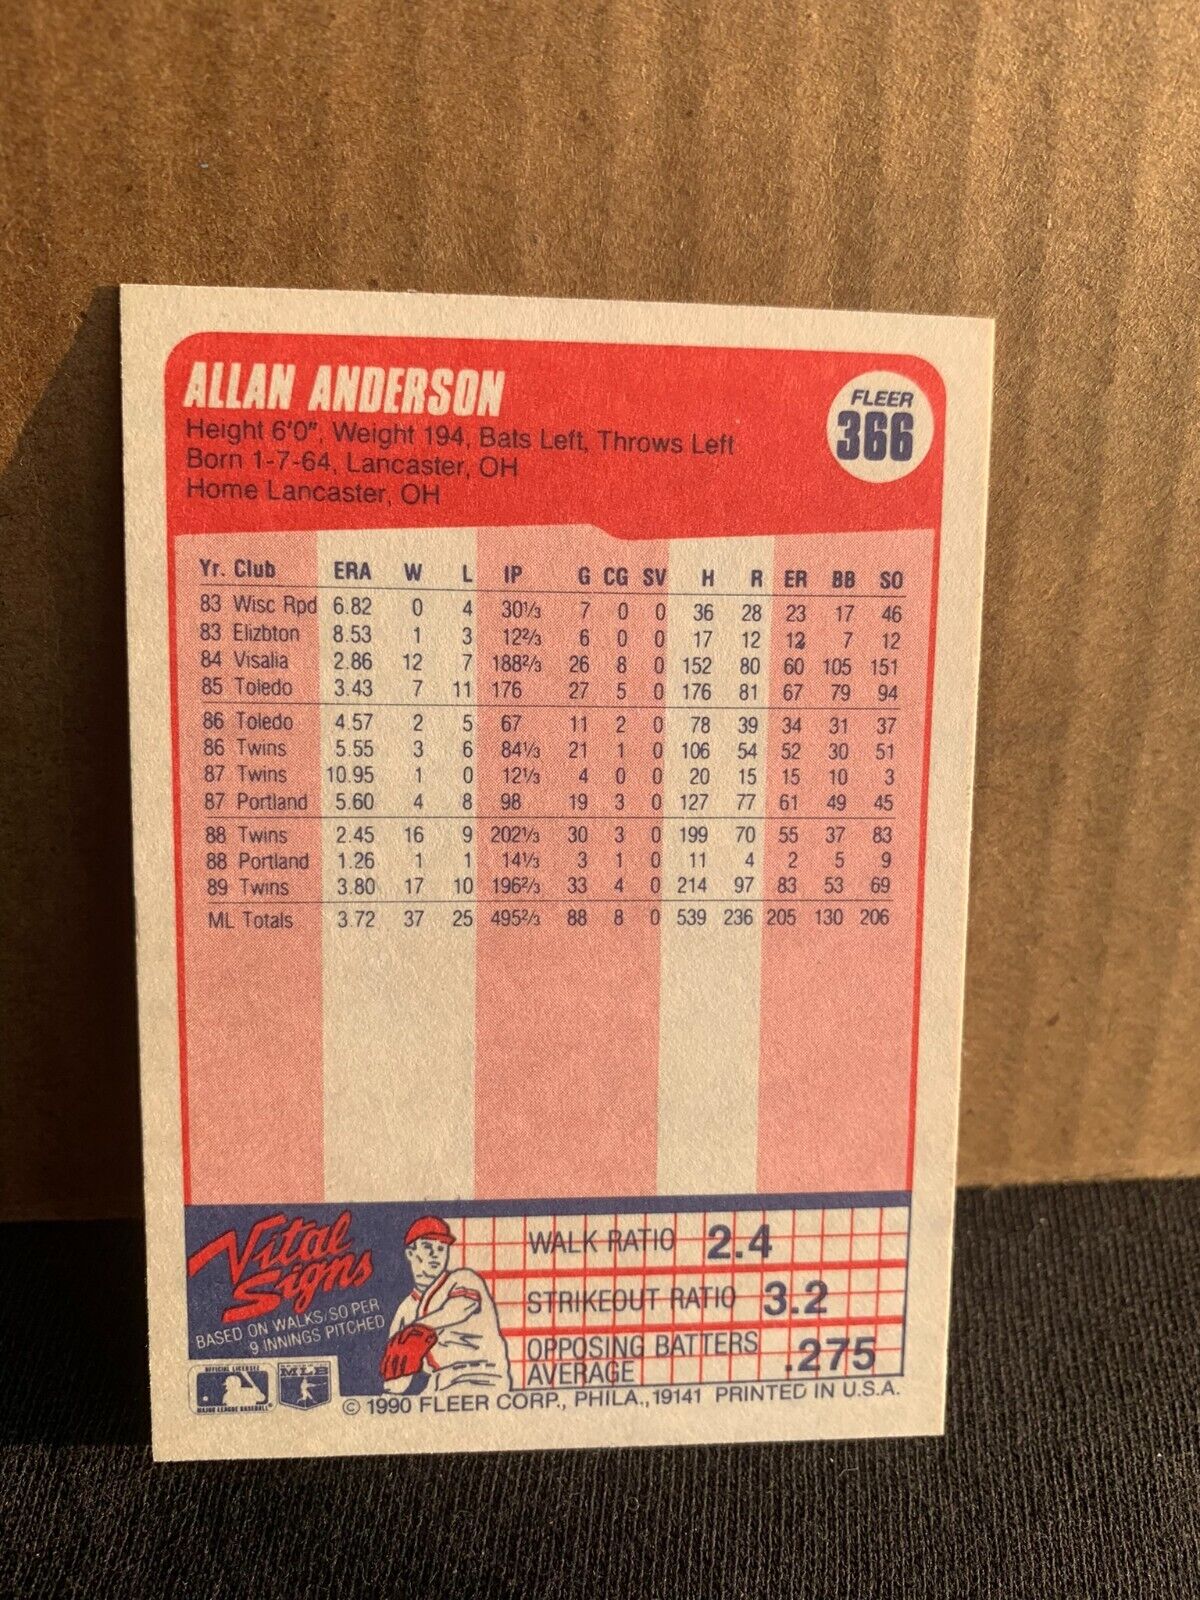 ALLAN ANDERSON
FLEER
366
Height 6'0", Weight 194, Bats Left, Throws Left
Born 1-7-64, Lancaster, OH
Home Lancaster, OH
Yr. Club ERA W L IP G CG SV H R ER BB SO
83 Wisc Rpd 6.82 0 4 30⅓ 7 0 0 36 28 23 17 46
83 Elizbton 8.53 1 3 12⅔ 6 0 0 17 12 12 7 12
84 Visalia 2.86 12 7 188⅔ 26 8 0 152 80 60 105 151
85 Toledo 3.43 7 11 176 27 5 0 176 81 67 79 94
86 Toledo 4.57 2 5 67 11 2 0 78 39 34 31 37
86 Twins 5.55 3 6 84⅓ 21 1 0 106 54 52 30 51
87 Twins 10.95 1 0 12⅓ 4 0 0 20 15 15 10 3
87 Portland 5.60 4 8 98 19 3 0 127 77 61 49 45
88 Twins 2.45 16 9 202⅓ 30 3 0 199 70 55 37 83
88 Portland 1.26 1 1 14⅓ 3 1 0 11 4 2 5 9
89 Twins 3.80 17 10 196⅔ 33 4 0 214 97 83 53 69
ML Totals 3.72 37 25 495⅔ 88 8 0 539 236 205 130 206
Vital
Signs
BASED ON WALKS/SO PER
9 INNINGS PITCHED
WALK RATIO 2.4
STRIKEOUT RATIO 3.2
OPPOSING BATTERS
AVERAGE .275
OFFICIAL LICENSEE
MAJOR LEAGUE BASEBALL
MLB
© 1990 FLEER CORP., PHILA., 19141 PRINTED IN U.S.A.